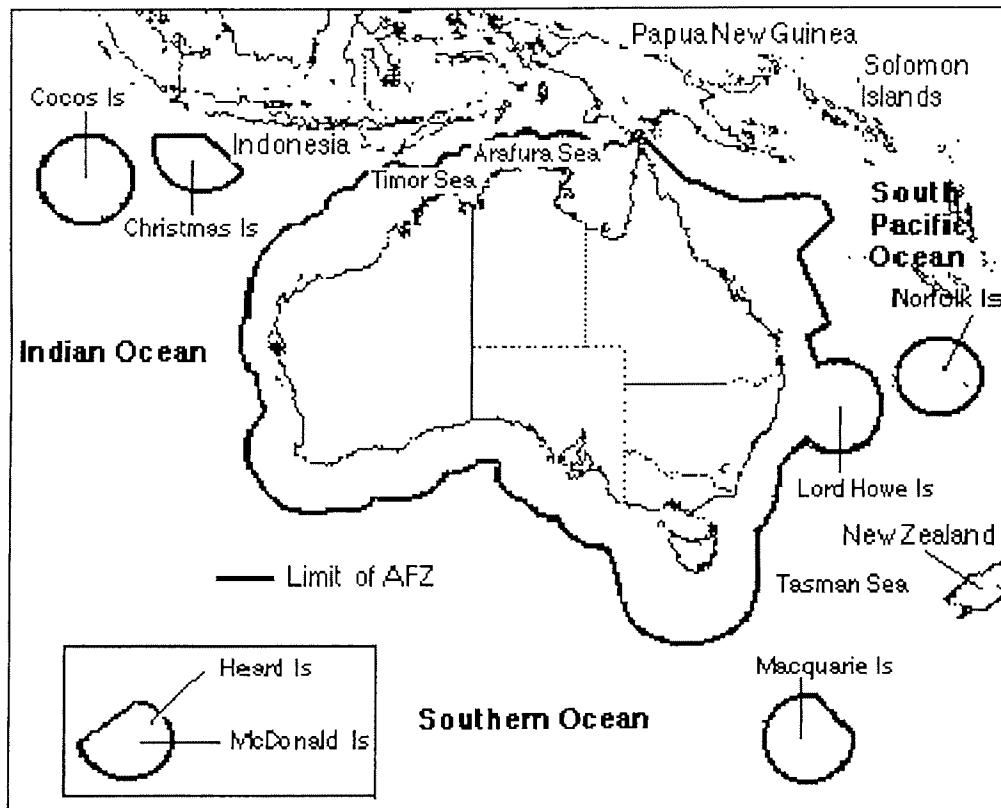 Papua New Guinea
Solomon
Islands
Cocos Is
Indonesia
Arafura Sea
Timor Sea
Christmas Is
South
Pacific
Ocean
Norfolk Is
Indian Ocean
Lord Howe Is
New Zealand
Limit of AFZ
Tasman Sea
Heard Is
McDonald Is
Macquarie Is
Southern Ocean